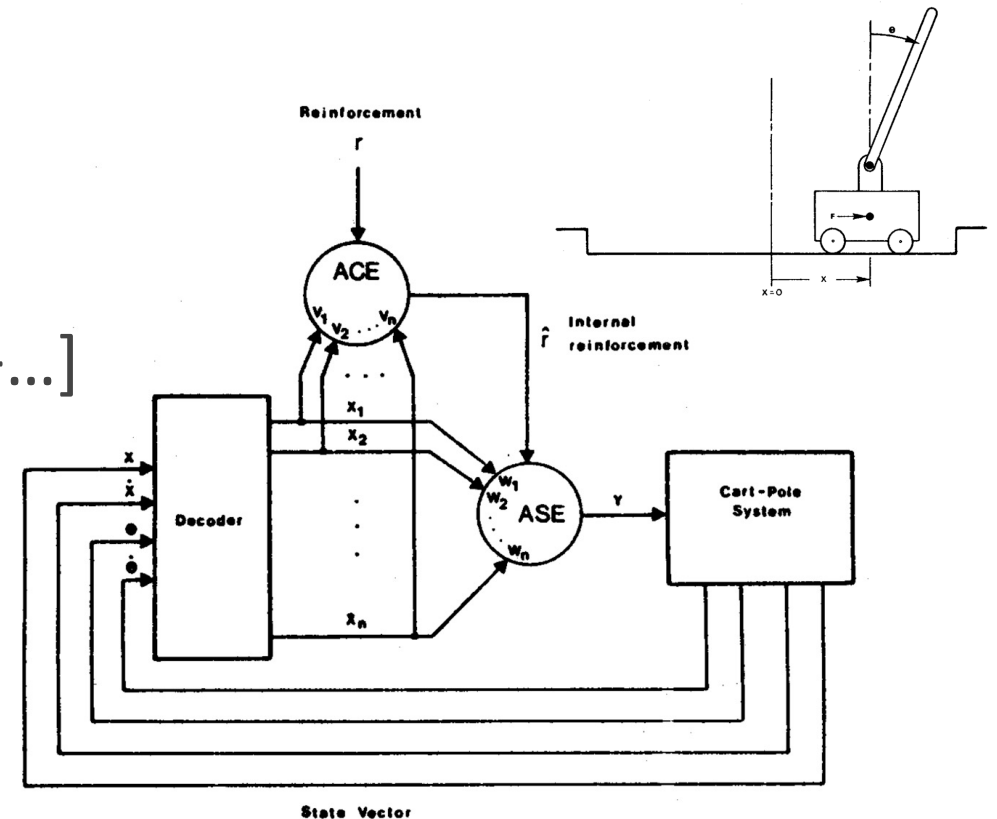 θ
F
X
X=0
Reinforcement
r
ACE
V₁
V₂
...
Vₙ
r̂
Internal
reinforcement
...]
...
X₁
X₂
X
Ẋ
θ
θ̇
Decoder
W₁
W₂
ASE
Wₙ
Y
Cart-Pole
System
Xₙ
State Vector